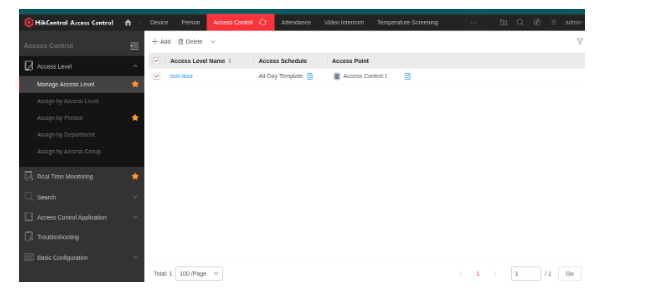 HikCentral Access Control Device Person Access Control Attendance Video Intercom Temperature Screening ... admin
Access Control
+ Add Delete
Access Level
Access Level Name Access Schedule Access Point
Manage Access Level
test door All-Day Template Access Control 1
Assign by Access Level
Assign by Person
Assign by Department
Assign by Access Group
Real-Time Monitoring
Search
Access Control Application
Troubleshooting
Basic Configuration
Total: 1 100 /Page < 1 > 1 / 1 Go